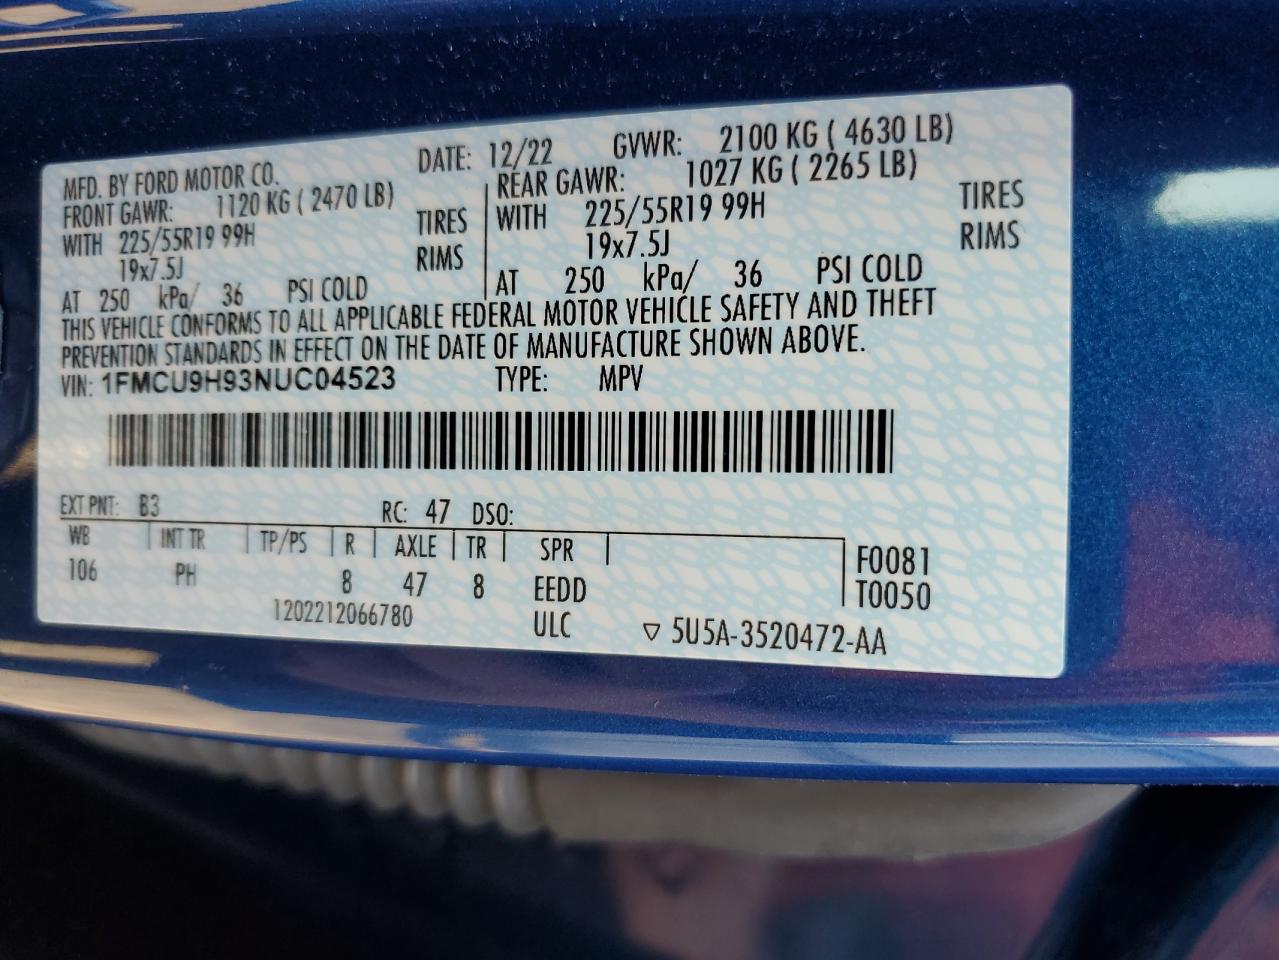 MFD. BY FORD MOTOR CO. DATE: 12/22 GVWR: 2100 KG ( 4630 LB)
FRONT GAWR: 1120 KG ( 2470 LB) REAR GAWR: 1027 KG ( 2265 LB)
WITH 225/55R19 99H TIRES WITH 225/55R19 99H TIRES
19x7.5J RIMS 19x7.5J RIMS
AT 250 kPa/ 36 PSI COLD AT 250 kPa/ 36 PSI COLD
THIS VEHICLE CONFORMS TO ALL APPLICABLE FEDERAL MOTOR VEHICLE SAFETY AND THEFT
PREVENTION STANDARDS IN EFFECT ON THE DATE OF MANUFACTURE SHOWN ABOVE.
VIN: 1FMCU9H93NUC04523 TYPE: MPV
EXT PNT: B3 RC: 47 DSO:
WB INT TR TP/PS R AXLE TR SPR F0081
106 PH 8 47 8 EEDD T0050
1202212066780 ULC ▽ 5U5A-3520472-AA